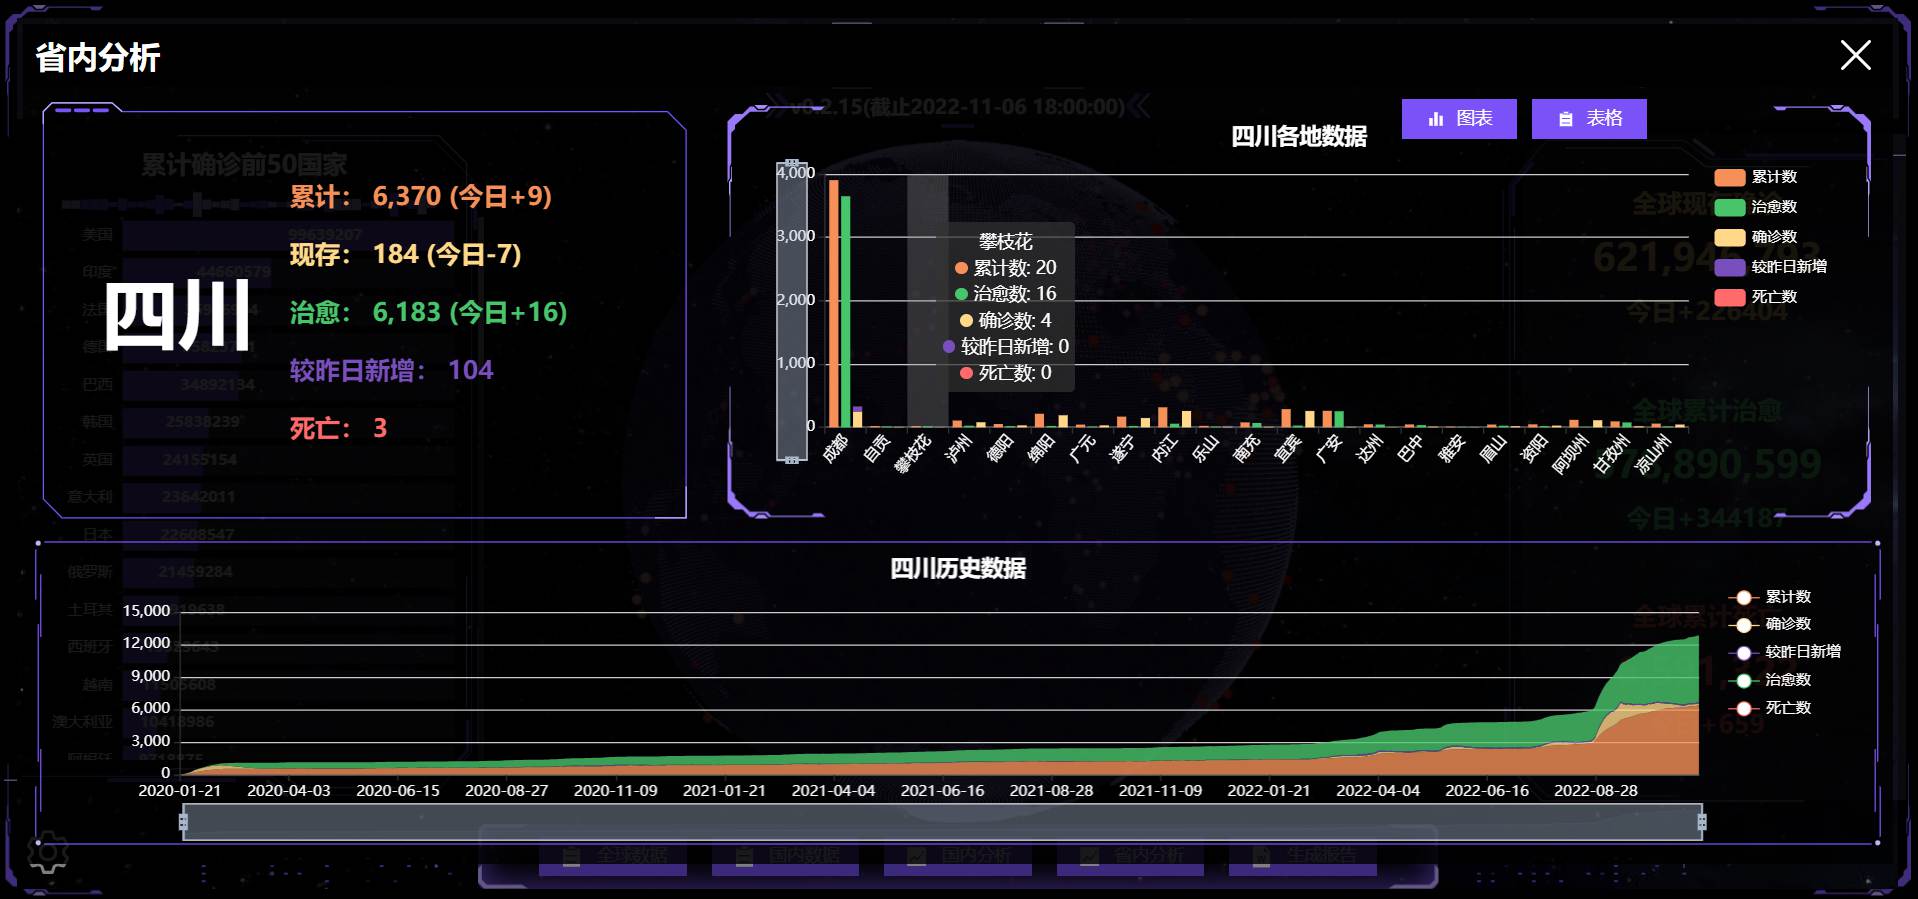 省内分析
v0.2.15(截止2022-11-06 18:00:00)
累计确诊前50国家
累计： 6,370 (今日+9)
现存： 184 (今日-7)
四川
治愈： 6,183 (今日+16)
较昨日新增： 104
死亡： 3
美国 99639207
印度 44660579
巴西 34892134
韩国 25838239
英国 24155154
意大利 23642011
日本 22608547
俄罗斯 21459284
土耳其
西班牙
越南
澳大利亚 10418986
图表
表格
四川各地数据
4,000
3,000
2,000
1,000
0
攀枝花
累计数: 20
治愈数: 16
确诊数: 4
较昨日新增: 0
死亡数: 0
成都 自贡 攀枝花 泸州 德阳 绵阳 广元 遂宁 内江 乐山 南充 宜宾 广安 达州 巴中 雅安 眉山 资阳 阿坝州 甘孜州 凉山州
累计数
治愈数
确诊数
较昨日新增
死亡数
今日+226404
全球累计治愈
今日+344187
四川历史数据
15,000
12,000
9,000
6,000
3,000
0
2020-01-21 2020-04-03 2020-06-15 2020-08-27 2020-11-09 2021-01-21 2021-04-04 2021-06-16 2021-08-28 2021-11-09 2022-01-21 2022-04-04 2022-06-16 2022-08-28
累计数
确诊数
较昨日新增
治愈数
死亡数
全球数据
国内数据
国内分析
省内分析
生成报告